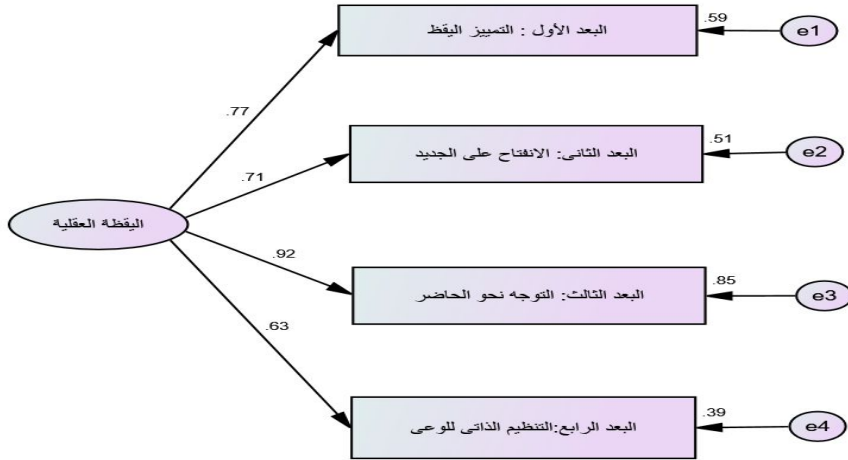 البعد الأول : التمييز اليقظ
.59
e1
.77
البعد الثانى: الانفتاح على الجديد
.51
e2
.71
اليقظة العقلية
.92
البعد الثالث: التوجه نحو الحاضر
.85
e3
.63
البعد الرابع:التنظيم الذاتى للوعى
.39
e4